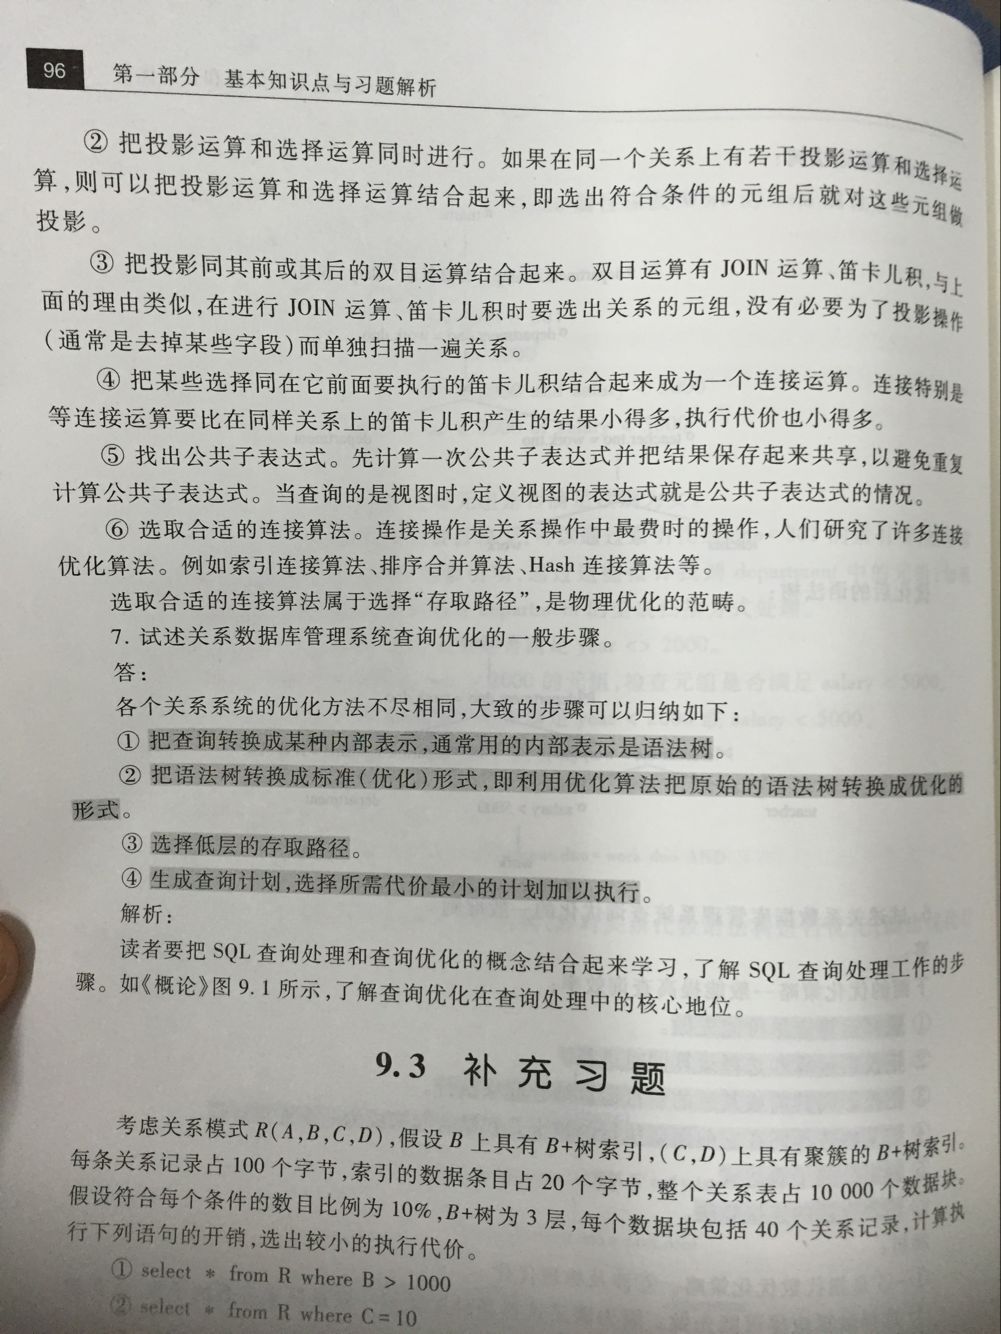 96 第一部分 基本知识点与习题解析
② 把投影运算和选择运算同时进行。如果在同一个关系上有若干投影运算和选择运
算,则可以把投影运算和选择运算结合起来,即选出符合条件的元组后就对这些元组做
投影。
③ 把投影同其前或其后的双目运算结合起来。双目运算有 JOIN 运算、笛卡儿积,与上
面的理由类似,在进行 JOIN 运算、笛卡儿积时要选出关系的元组,没有必要为了投影操作
(通常是去掉某些字段)而单独扫描一遍关系。
④ 把某些选择同在它前面要执行的笛卡儿积结合起来成为一个连接运算。连接特别是
等连接运算要比在同样关系上的笛卡儿积产生的结果小得多,执行代价也小得多。
⑤ 找出公共子表达式。先计算一次公共子表达式并把结果保存起来共享,以避免重复
计算公共子表达式。当查询的是视图时,定义视图的表达式就是公共子表达式的情况。
⑥ 选取合适的连接算法。连接操作是关系操作中最费时的操作,人们研究了许多连接
优化算法。例如索引连接算法、排序合并算法、Hash 连接算法等。
选取合适的连接算法属于选择“存取路径”,是物理优化的范畴。
7. 试述关系数据库管理系统查询优化的一般步骤。
答:
各个关系系统的优化方法不尽相同,大致的步骤可以归纳如下:
① 把查询转换成某种内部表示,通常用的内部表示是语法树。
② 把语法树转换成标准(优化)形式,即利用优化算法把原始的语法树转换成优化的
形式。
③ 选择低层的存取路径。
④ 生成查询计划,选择所需代价最小的计划加以执行。
解析:
读者要把 SQL 查询处理和查询优化的概念结合起来学习,了解 SQL 查询处理工作的步
骤。如《概论》图 9.1 所示,了解查询优化在查询处理中的核心地位。
9.3 补充习题
考虑关系模式 R(A,B,C,D),假设 B 上具有 B+树索引,(C,D)上具有聚簇的 B+树索引。
每条关系记录占 100 个字节,索引的数据条目占 20 个字节,整个关系表占 10 000 个数据块。
假设符合每个条件的数目比例为 10%,B+树为 3 层,每个数据块包括 40 个关系记录,计算执
行下列语句的开销,选出较小的执行代价。
① select * from R where B > 1000
② select * from R where C = 10